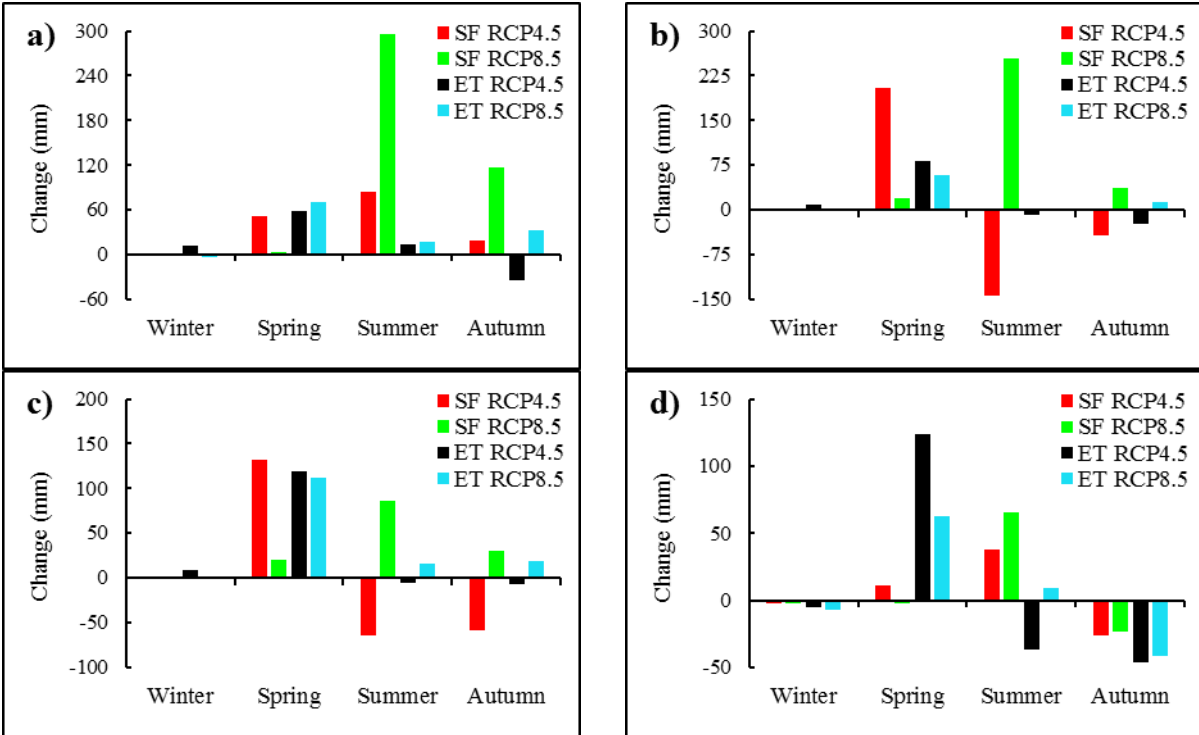 a)
SF RCP4.5
SF RCP8.5
ET RCP4.5
ET RCP8.5
Change (mm)
300
240
180
120
60
0
-60
Winter Spring Summer Autumn
b)
SF RCP4.5
SF RCP8.5
ET RCP4.5
ET RCP8.5
Change (mm)
300
225
150
75
0
-75
-150
Winter Spring Summer Autumn
c)
SF RCP4.5
SF RCP8.5
ET RCP4.5
ET RCP8.5
Change (mm)
200
150
100
50
0
-50
-100
Winter Spring Summer Autumn
d)
SF RCP4.5
SF RCP8.5
ET RCP4.5
ET RCP8.5
Change (mm)
150
100
50
0
-50
Winter Spring Summer Autumn